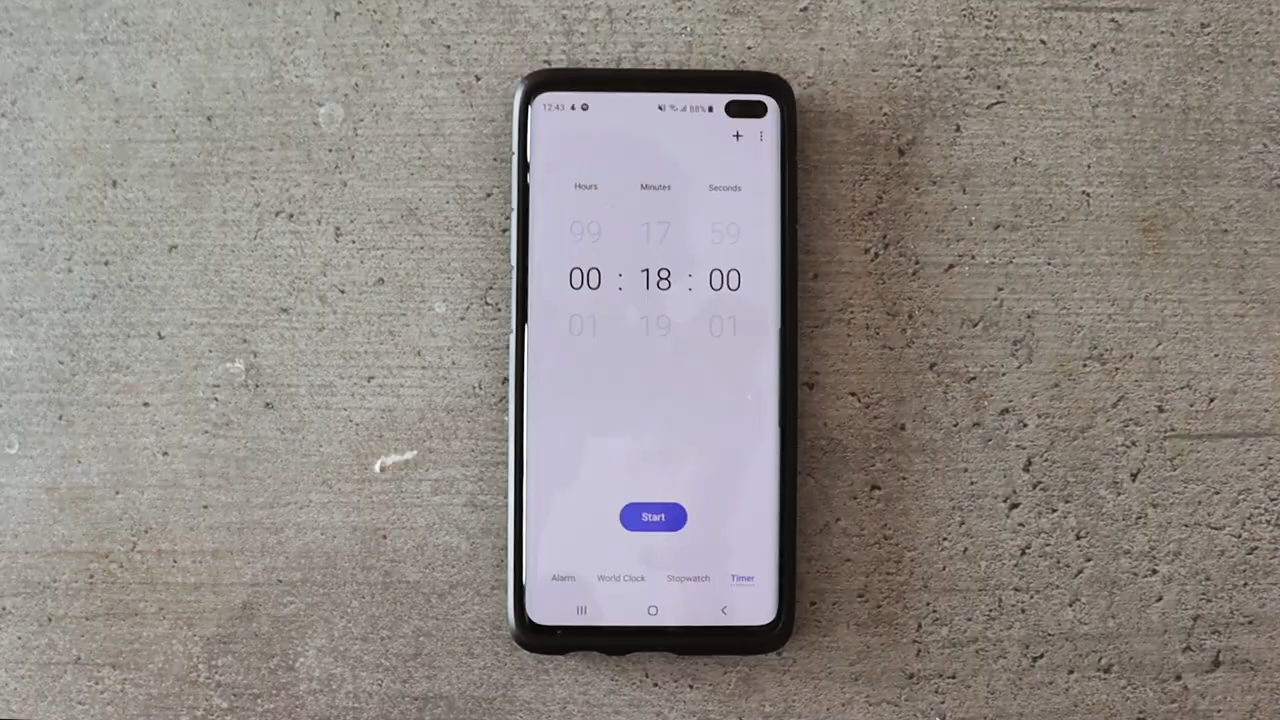 12:43 88%
Hours Minutes Seconds
99 17 59
00 : 18 : 00
01 19 01
Start
Alarm World Clock Stopwatch Timer